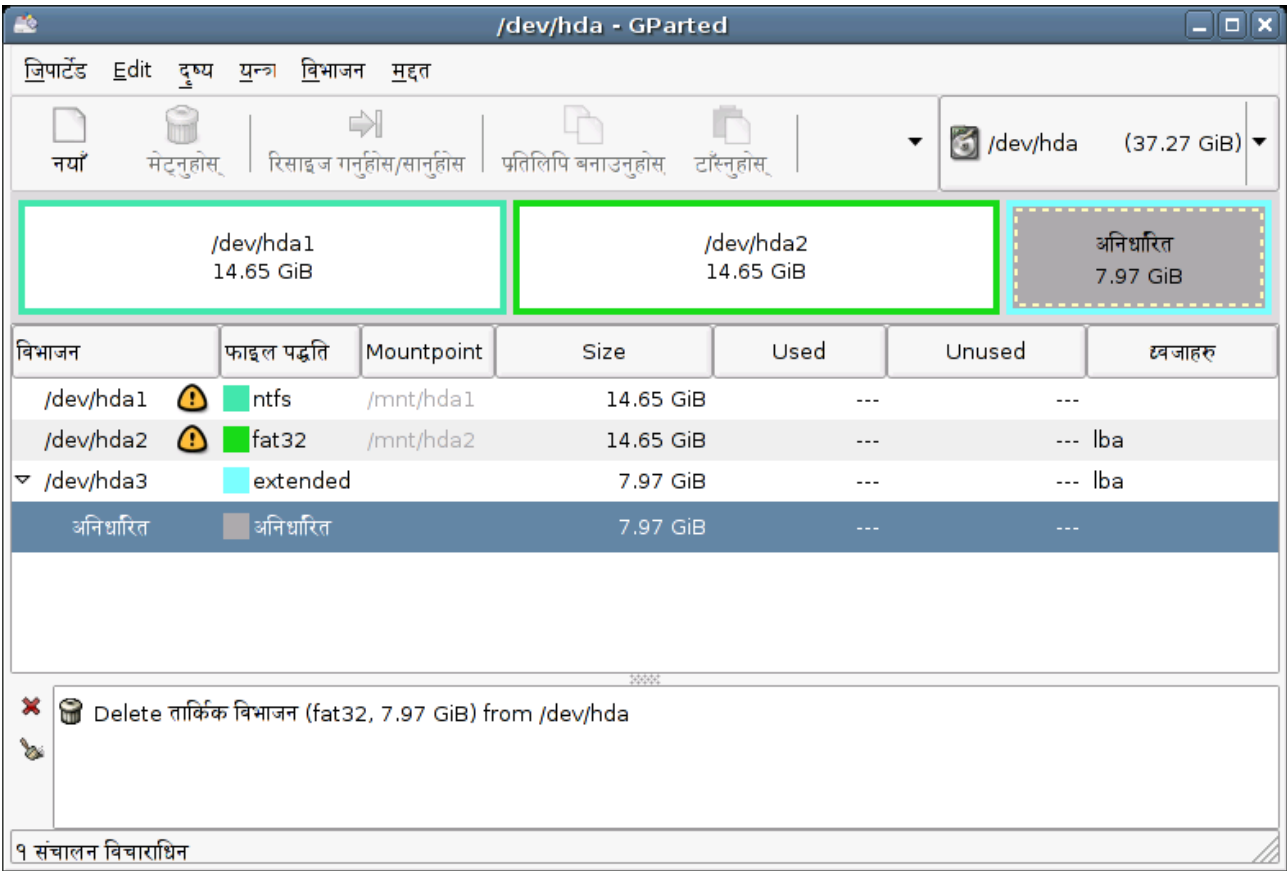 /dev/hda - GParted
जिपार्टेड Edit दृष्य यन्त्र विभाजन मद्दत
नयाँ मेट्नुहोस् रिसाइज गर्नुहोस/सार्नुहोस प्रतिलिपि बनाउनुहोस् टाँस्नुहोस् /dev/hda (37.27 GiB)
/dev/hda1 /dev/hda2 अनिर्धारित
14.65 GiB 14.65 GiB 7.97 GiB
विभाजन फाइल पद्धति Mountpoint Size Used Unused ध्वजाहरु
/dev/hda1 ntfs /mnt/hda1 14.65 GiB --- ---
/dev/hda2 fat32 /mnt/hda2 14.65 GiB --- --- lba
/dev/hda3 extended 7.97 GiB --- --- lba
अनिर्धारित अनिर्धारित 7.97 GiB --- ---
Delete तार्किक विभाजन (fat32, 7.97 GiB) from /dev/hda
१ संचालन विचाराधिन